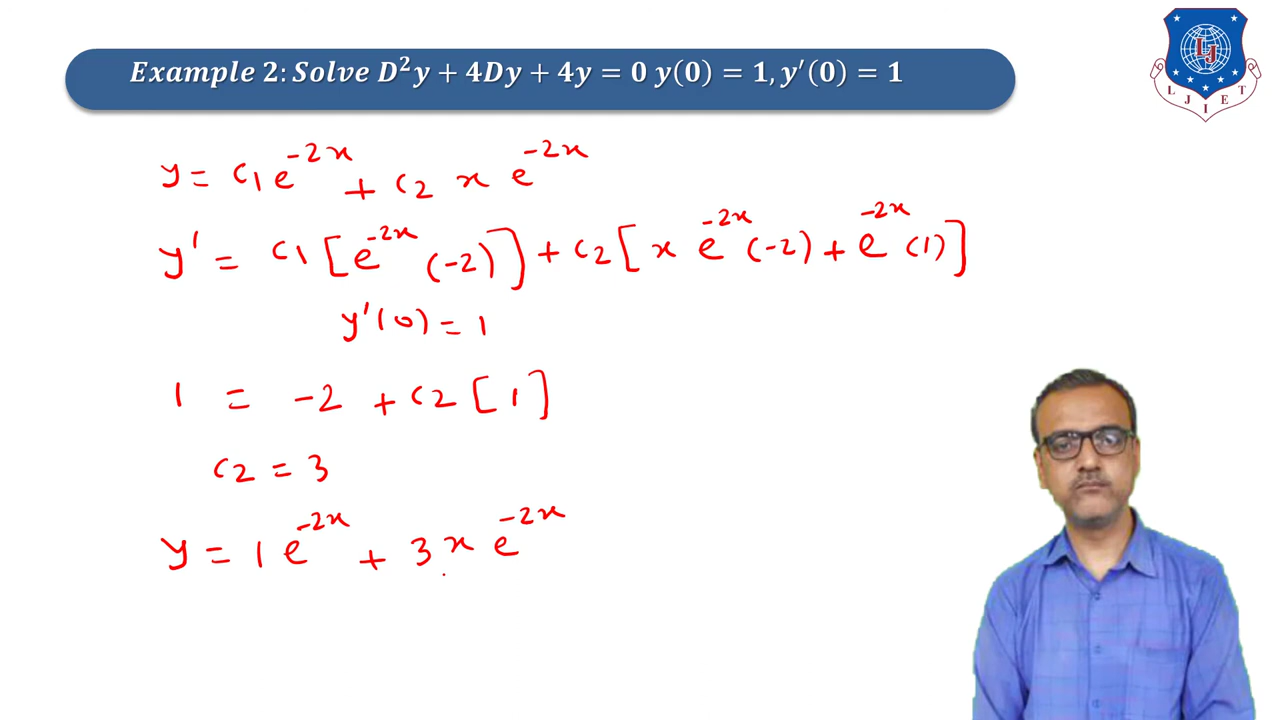 Example 2: Solve D²y + 4Dy + 4y = 0 y(0) = 1, y′(0) = 1
LJIET
y = c₁e⁻²ˣ + c₂ x e⁻²ˣ
y' = c₁[e⁻²ˣ(-2)] + c₂[x e⁻²ˣ(-2) + e⁻²ˣ(1)]
y'(0) = 1
1 = -2 + c₂[1]
c₂ = 3
y = 1 e⁻²ˣ + 3x e⁻²ˣ